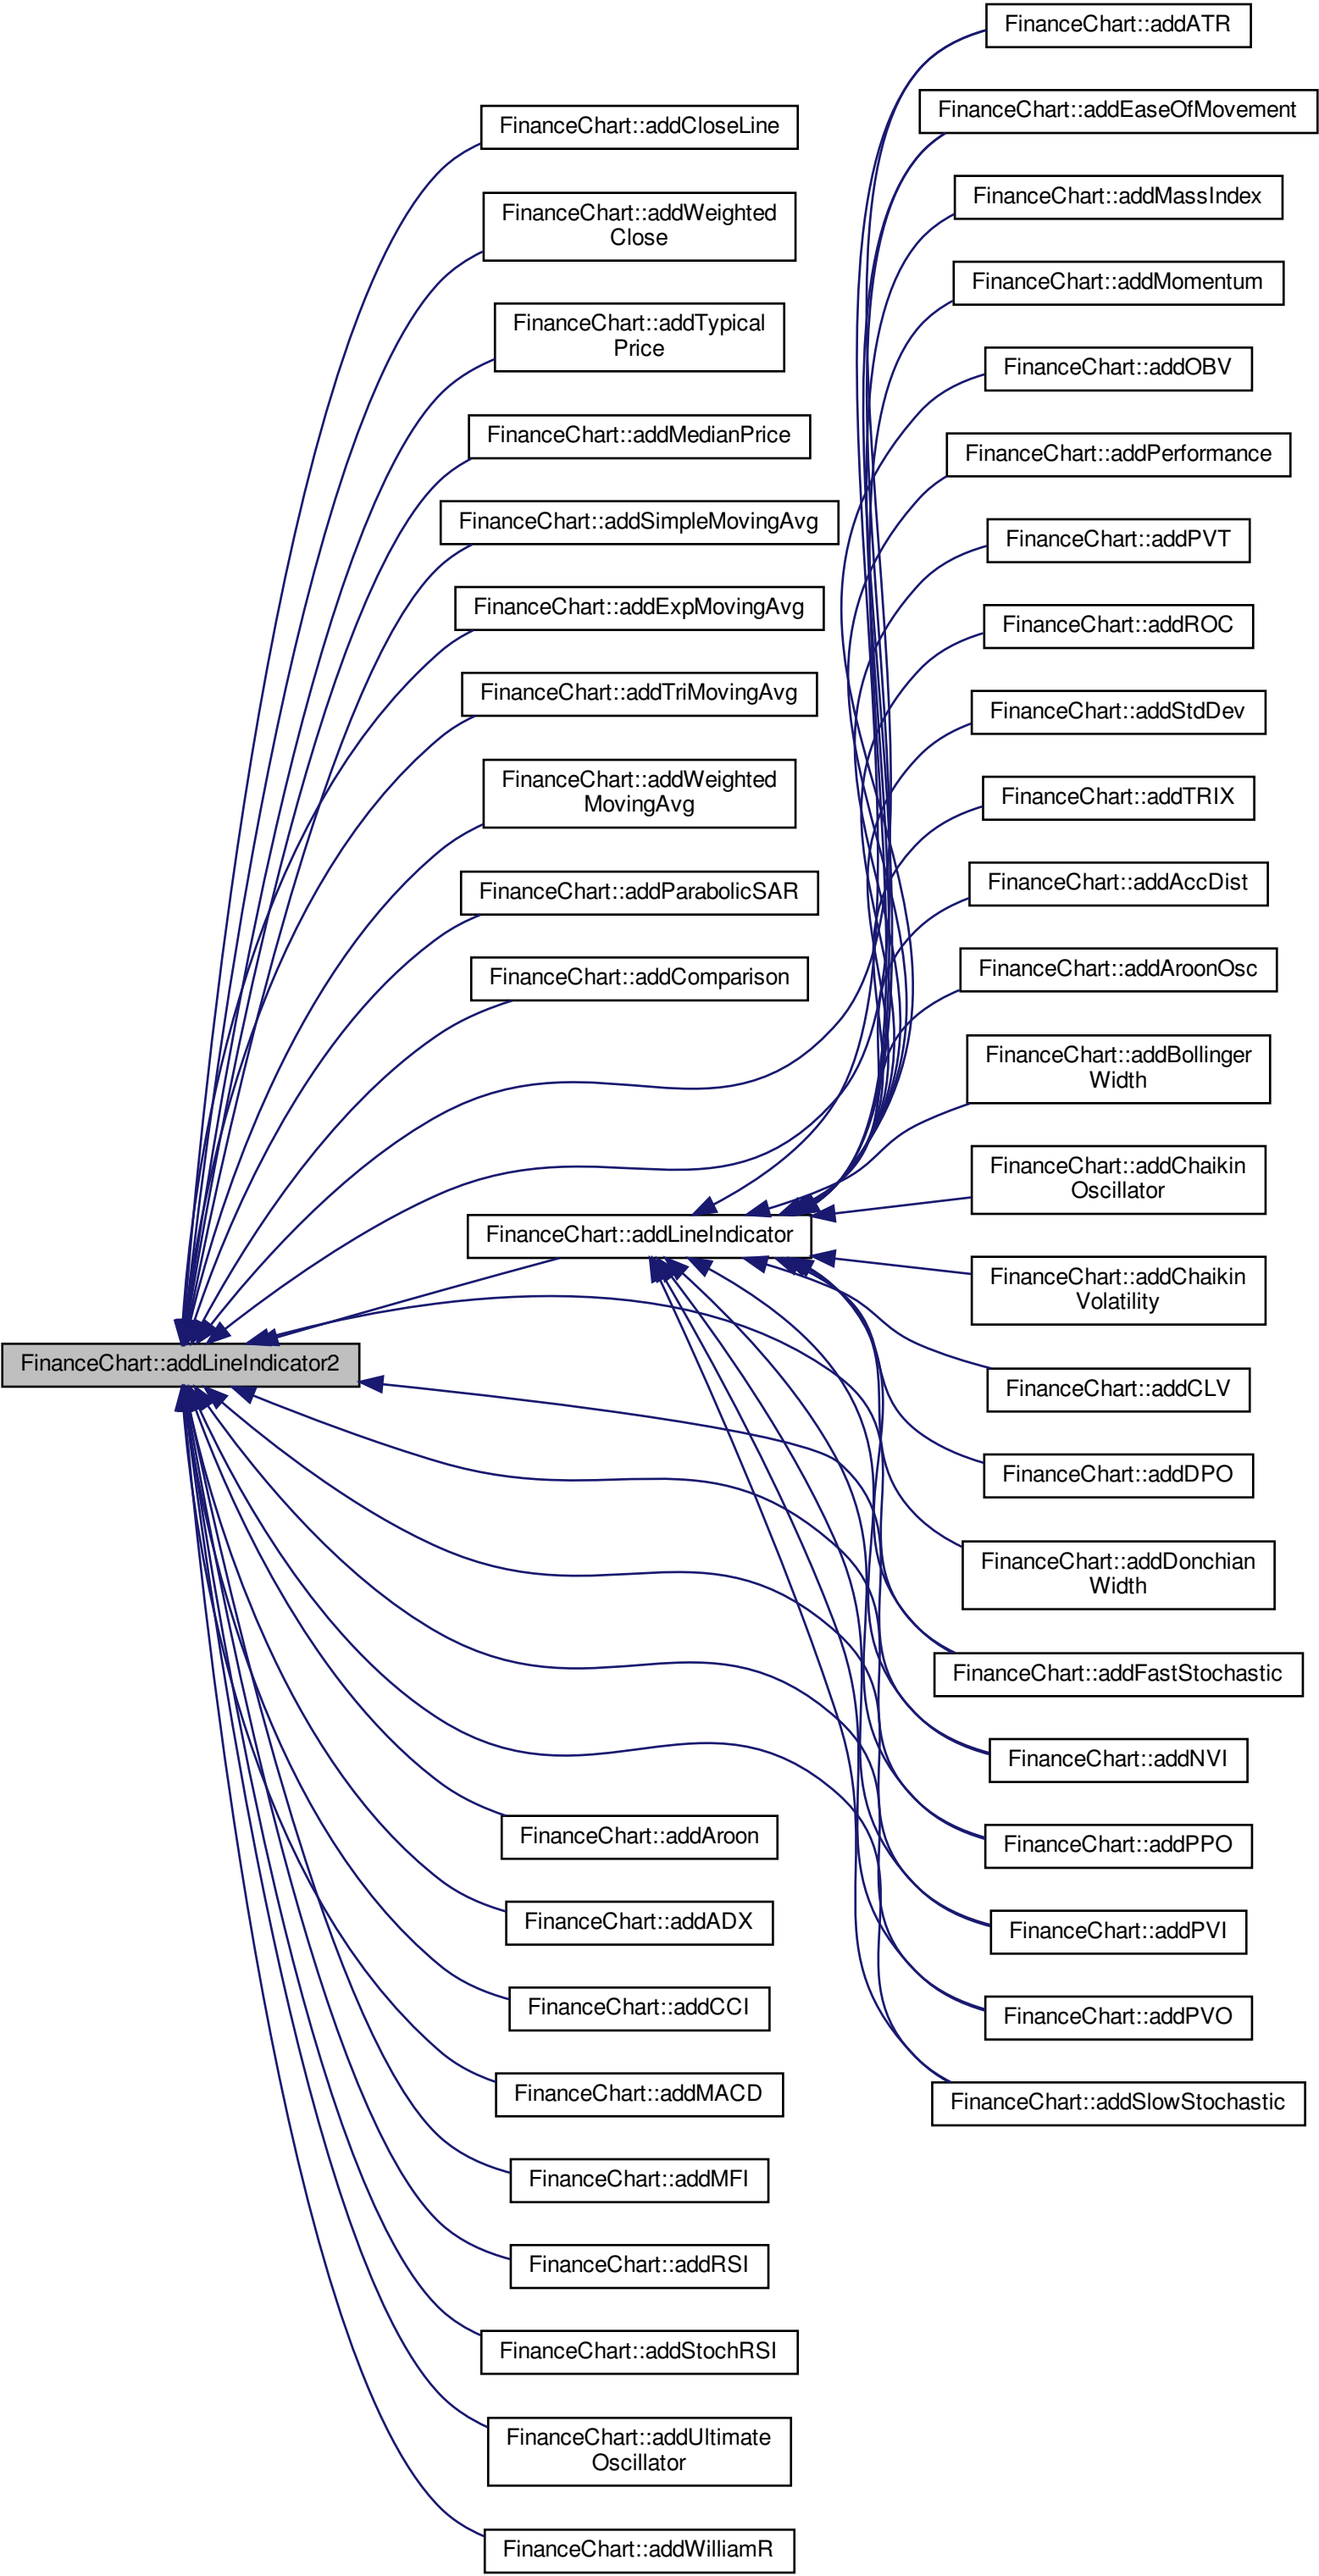 FinanceChart::addLineIndicator2
FinanceChart::addCloseLine
FinanceChart::addWeighted
Close
FinanceChart::addTypical
Price
FinanceChart::addMedianPrice
FinanceChart::addSimpleMovingAvg
FinanceChart::addExpMovingAvg
FinanceChart::addTriMovingAvg
FinanceChart::addWeighted
MovingAvg
FinanceChart::addParabolicSAR
FinanceChart::addComparison
FinanceChart::addLineIndicator
FinanceChart::addAroon
FinanceChart::addADX
FinanceChart::addCCI
FinanceChart::addMACD
FinanceChart::addMFI
FinanceChart::addRSI
FinanceChart::addStochRSI
FinanceChart::addUltimate
Oscillator
FinanceChart::addWilliamR
FinanceChart::addATR
FinanceChart::addEaseOfMovement
FinanceChart::addMassIndex
FinanceChart::addMomentum
FinanceChart::addOBV
FinanceChart::addPerformance
FinanceChart::addPVT
FinanceChart::addROC
FinanceChart::addStdDev
FinanceChart::addTRIX
FinanceChart::addAccDist
FinanceChart::addAroonOsc
FinanceChart::addBollinger
Width
FinanceChart::addChaikin
Oscillator
FinanceChart::addChaikin
Volatility
FinanceChart::addCLV
FinanceChart::addDPO
FinanceChart::addDonchian
Width
FinanceChart::addFastStochastic
FinanceChart::addNVI
FinanceChart::addPPO
FinanceChart::addPVI
FinanceChart::addPVO
FinanceChart::addSlowStochastic